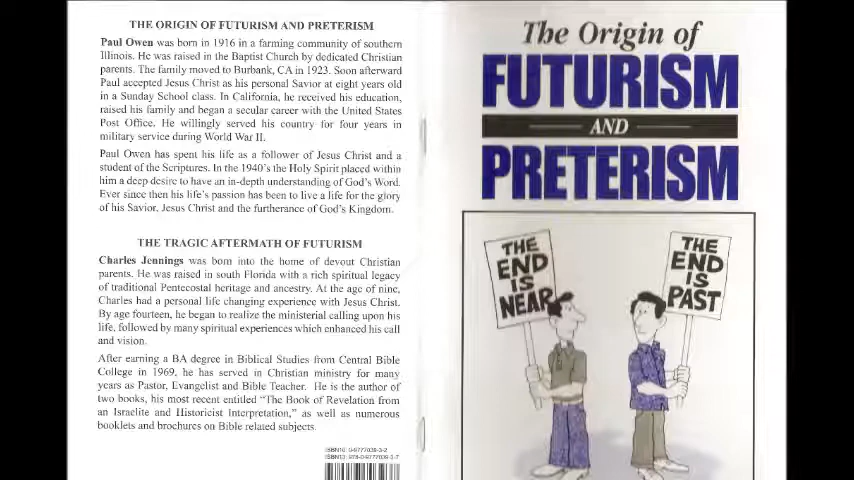 THE ORIGIN OF FUTURISM AND PRETERISM
Paul Owen was born in 1916 in a farming community of southern
Illinois. He was raised in the Baptist Church by dedicated Christian
parents. The family moved to Burbank, CA in 1923. Soon afterward
Paul accepted Jesus Christ as his personal Savior at eight years old
in a Sunday School class. In California, he received his education,
raised his family and began a secular career with the United States
Post Office. He willingly served his country for four years in
military service during World War II.
Paul Owen has spent his life as a follower of Jesus Christ and a
student of the Scriptures. In the 1940's the Holy Spirit placed within
him a deep desire to have an in-depth understanding of God's Word.
Ever since then his life's passion has been to live a life for the glory
of his Savior, Jesus Christ and the furtherance of God's Kingdom.
THE TRAGIC AFTERMATH OF FUTURISM
Charles Jennings was born into the home of devout Christian
parents. He was raised in south Florida with a rich spiritual legacy
of traditional Pentecostal heritage and ancestry. At the age of nine,
Charles had a personal life changing experience with Jesus Christ.
By age fourteen, he began to realize the ministerial calling upon his
life, followed by many spiritual experiences which enhanced his call
and vision.
After earning a BA degree in Biblical Studies from Central Bible
College in 1969, he has served in Christian ministry for many
years as Pastor, Evangelist and Bible Teacher. He is the author of
two books, his most recent entitled “The Book of Revelation from
an Israelite and Historicist Interpretation,” as well as numerous
booklets and brochures on Bible related subjects.
The Origin of
FUTURISM
AND
PRETERISM
THE
END
IS
NEAR
THE
END
IS
PAST